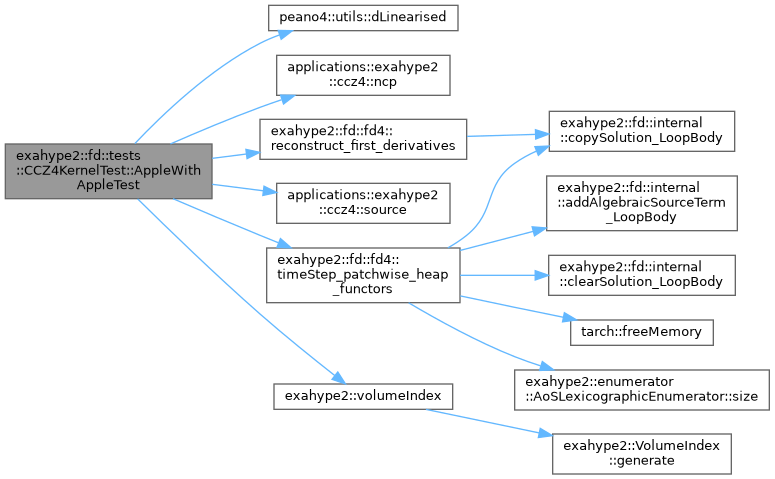 exahype2::fd::tests
::CCZ4KernelTest::AppleWith
AppleTest
peano4::utils::dLinearised
applications::exahype2
::ccz4::ncp
exahype2::fd::fd4::
reconstruct_first_derivatives
applications::exahype2
::ccz4::source
exahype2::fd::fd4::
timeStep_patchwise_heap
_functors
exahype2::volumeIndex
exahype2::fd::internal
::copySolution_LoopBody
exahype2::fd::internal
::addAlgebraicSourceTerm
_LoopBody
exahype2::fd::internal
::clearSolution_LoopBody
tarch::freeMemory
exahype2::enumerator
::AoSLexicographicEnumerator::size
exahype2::VolumeIndex
::generate